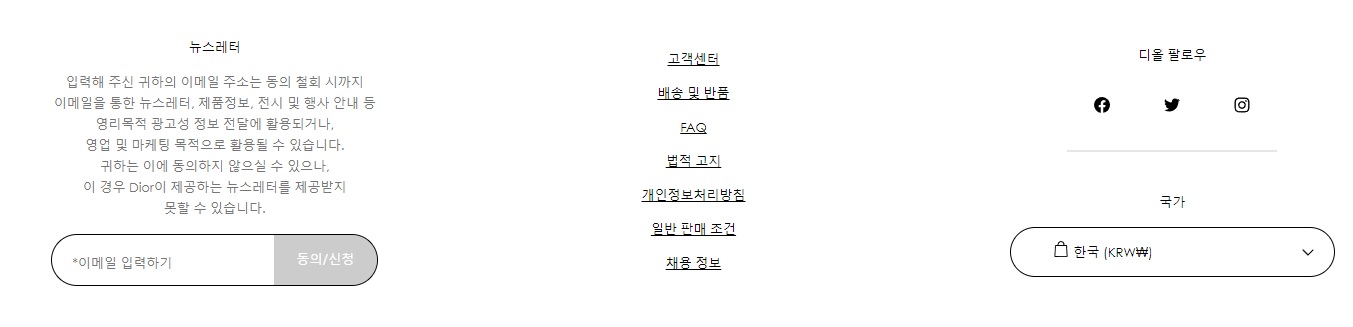 뉴스레터
입력해 주신 귀하의 이메일 주소는 동의 철회 시까지
이메일을 통한 뉴스레터, 제품정보, 전시 및 행사 안내 등
영리목적 광고성 정보 전달에 활용되거나,
영업 및 마케팅 목적으로 활용될 수 있습니다.
귀하는 이에 동의하지 않으실 수 있으나,
이 경우 Dior이 제공하는 뉴스레터를 제공받지
못할 수 있습니다.
*이메일 입력하기
동의/신청
고객센터
배송 및 반품
FAQ
법적 고지
개인정보처리방침
일반 판매 조건
채용 정보
디올 팔로우
국가
한국 (KRW₩)